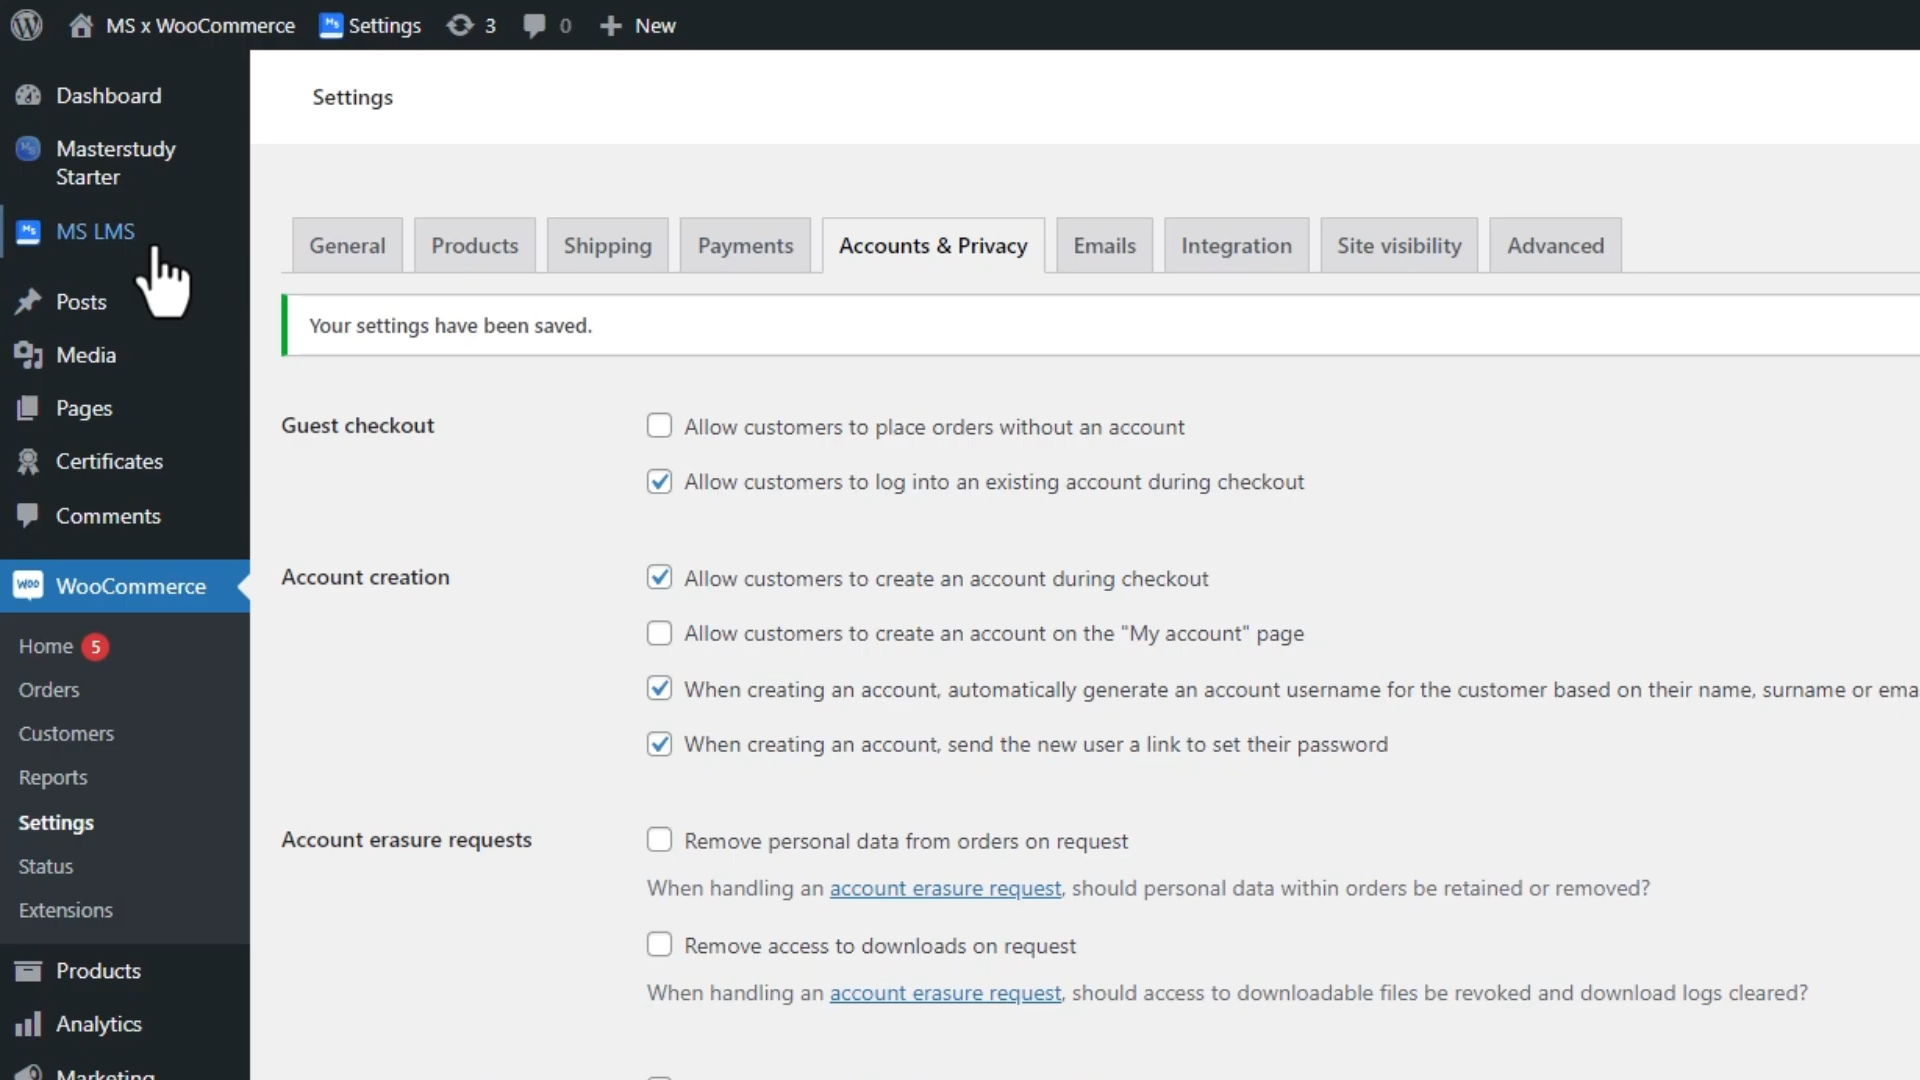 MS x WooCommerce
MS Settings
3
0
New
Dashboard
MS Masterstudy
Starter
MS MS LMS
Posts
Media
Pages
Certificates
Comments
woo WooCommerce
Home 5
Orders
Customers
Reports
Settings
Status
Extensions
Products
Analytics
Marketing
Settings
General
Products
Shipping
Payments
Accounts & Privacy
Emails
Integration
Site visibility
Advanced
Your settings have been saved.
Guest checkout
Allow customers to place orders without an account
Allow customers to log into an existing account during checkout
Account creation
Allow customers to create an account during checkout
Allow customers to create an account on the "My account" page
When creating an account, automatically generate an account username for the customer based on their name, surname or ema
When creating an account, send the new user a link to set their password
Account erasure requests
Remove personal data from orders on request
When handling an account erasure request, should personal data within orders be retained or removed?
Remove access to downloads on request
When handling an account erasure request, should access to downloadable files be revoked and download logs cleared?